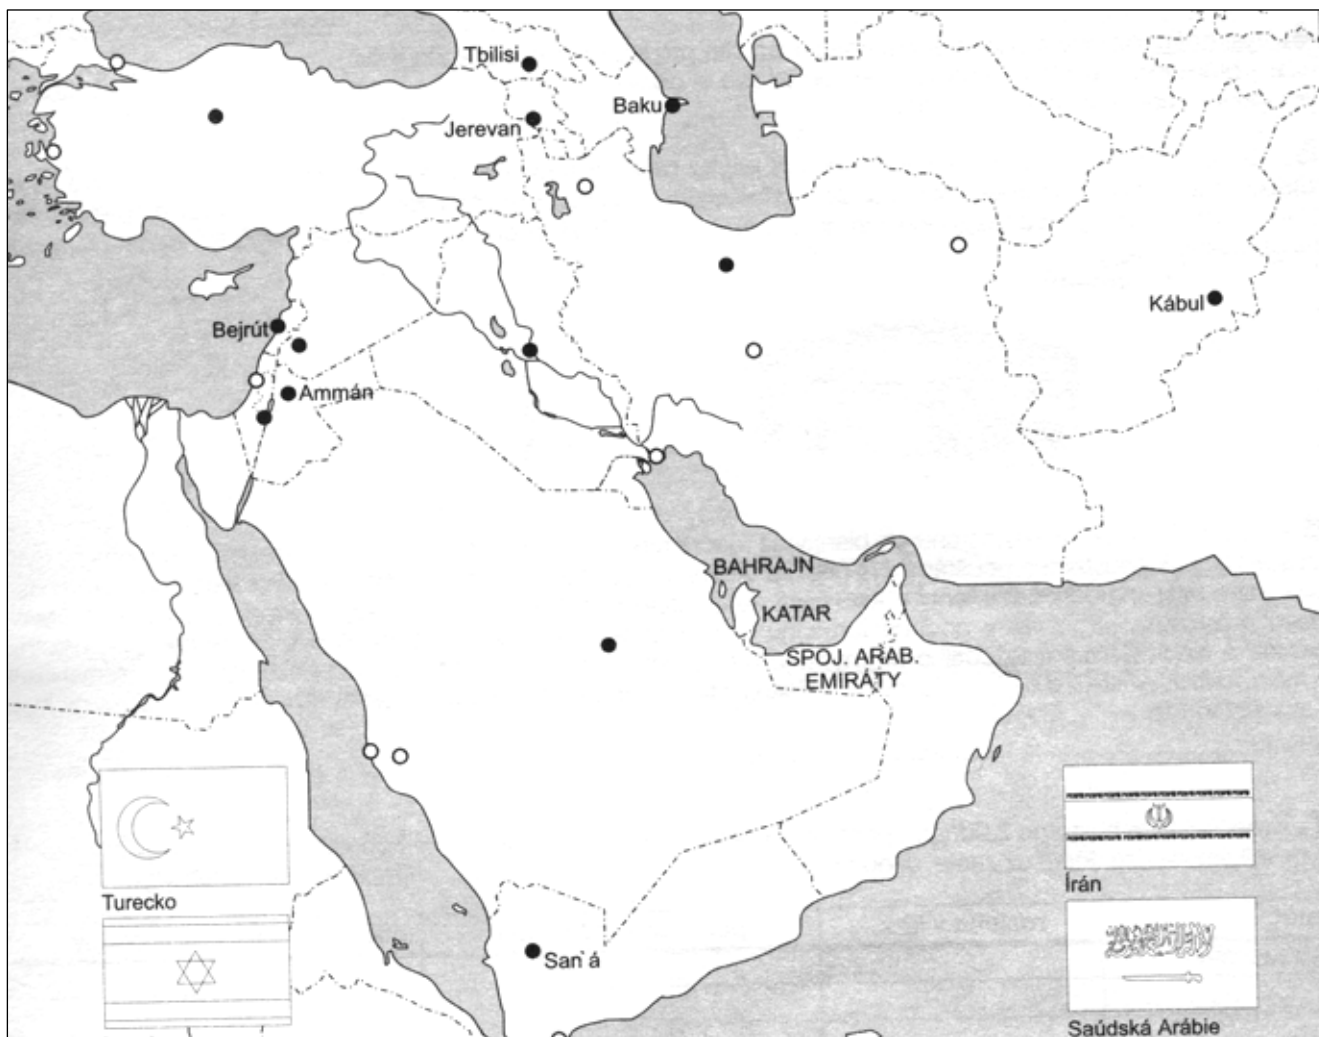 Tbilisi
Baku
Jerevan
Kábul
Bejrút
Ammán
BAHRAJN
KATAR
SPOJ. ARAB.
EMIRÁTY
Turecko
Írán
San´á
Saúdská Arábie